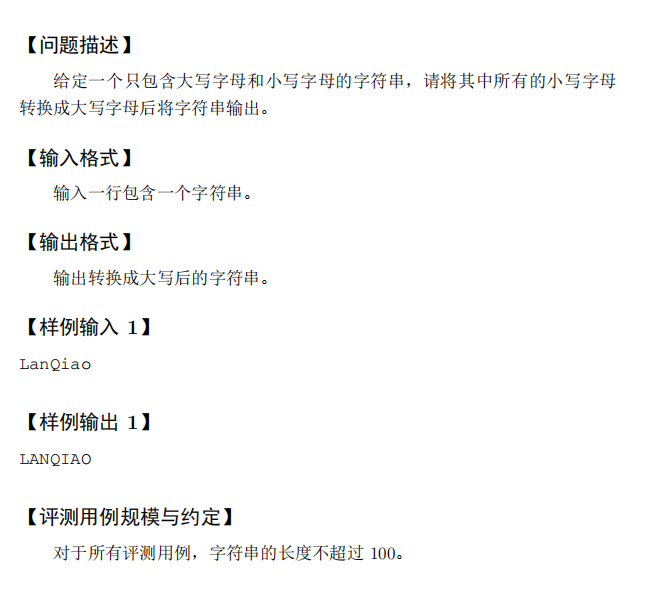 【问题描述】
给定一个只包含大写字母和小写字母的字符串，请将其中所有的小写字母
转换成大写字母后将字符串输出。
【输入格式】
输入一行包含一个字符串。
【输出格式】
输出转换成大写后的字符串。
【样例输入 1】
LanQiao
【样例输出 1】
LANQIAO
【评测用例规模与约定】
对于所有评测用例，字符串的长度不超过 100。